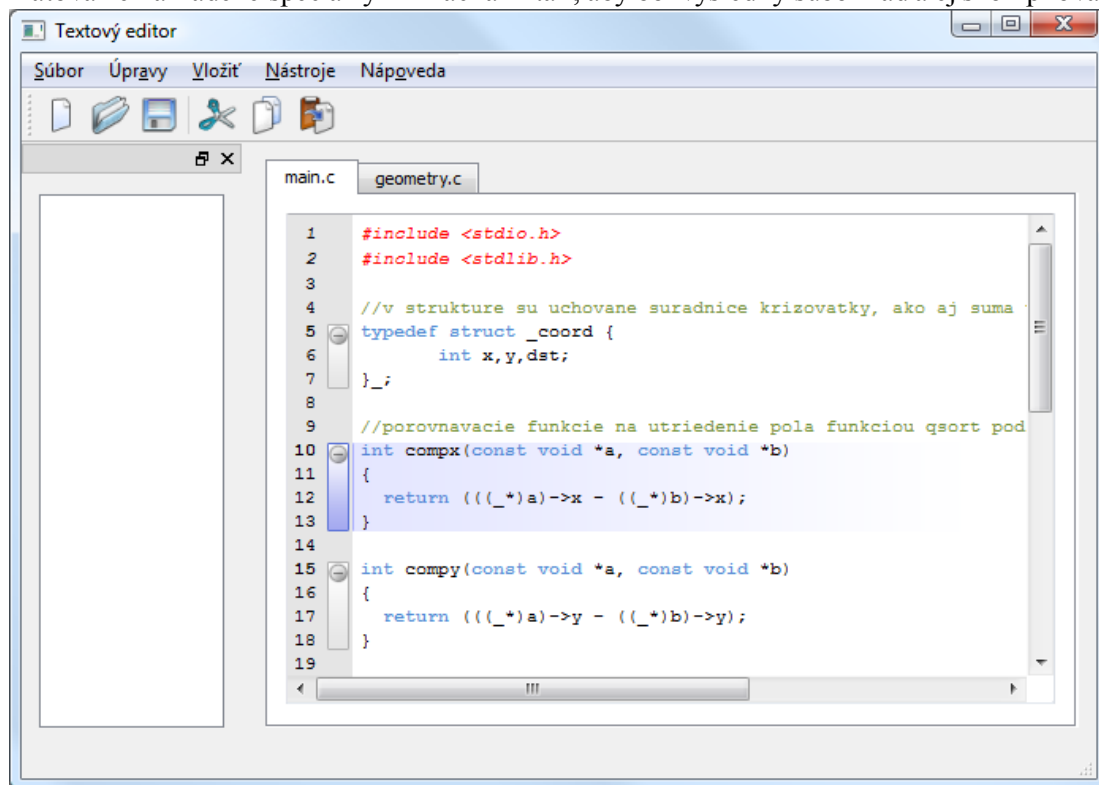 Textový editor
Súbor Úpravy Vložiť Nástroje Nápoveda
main.c geometry.c
1 #include <stdio.h>
2 #include <stdlib.h>
3
4 //v strukture su uchovane suradnice krizovatky, ako aj suma
5 typedef struct _coord {
6 int x,y,dst;
7 }_;
8
9 //porovnavacie funkcie na utriedenie pola funkciou qsort pod
10 int compx(const void *a, const void *b)
11 {
12 return (((_*)a)->x - ((_*)b)->x);
13 }
14
15 int compy(const void *a, const void *b)
16 {
17 return (((_*)a)->y - ((_*)b)->y);
18 }
19